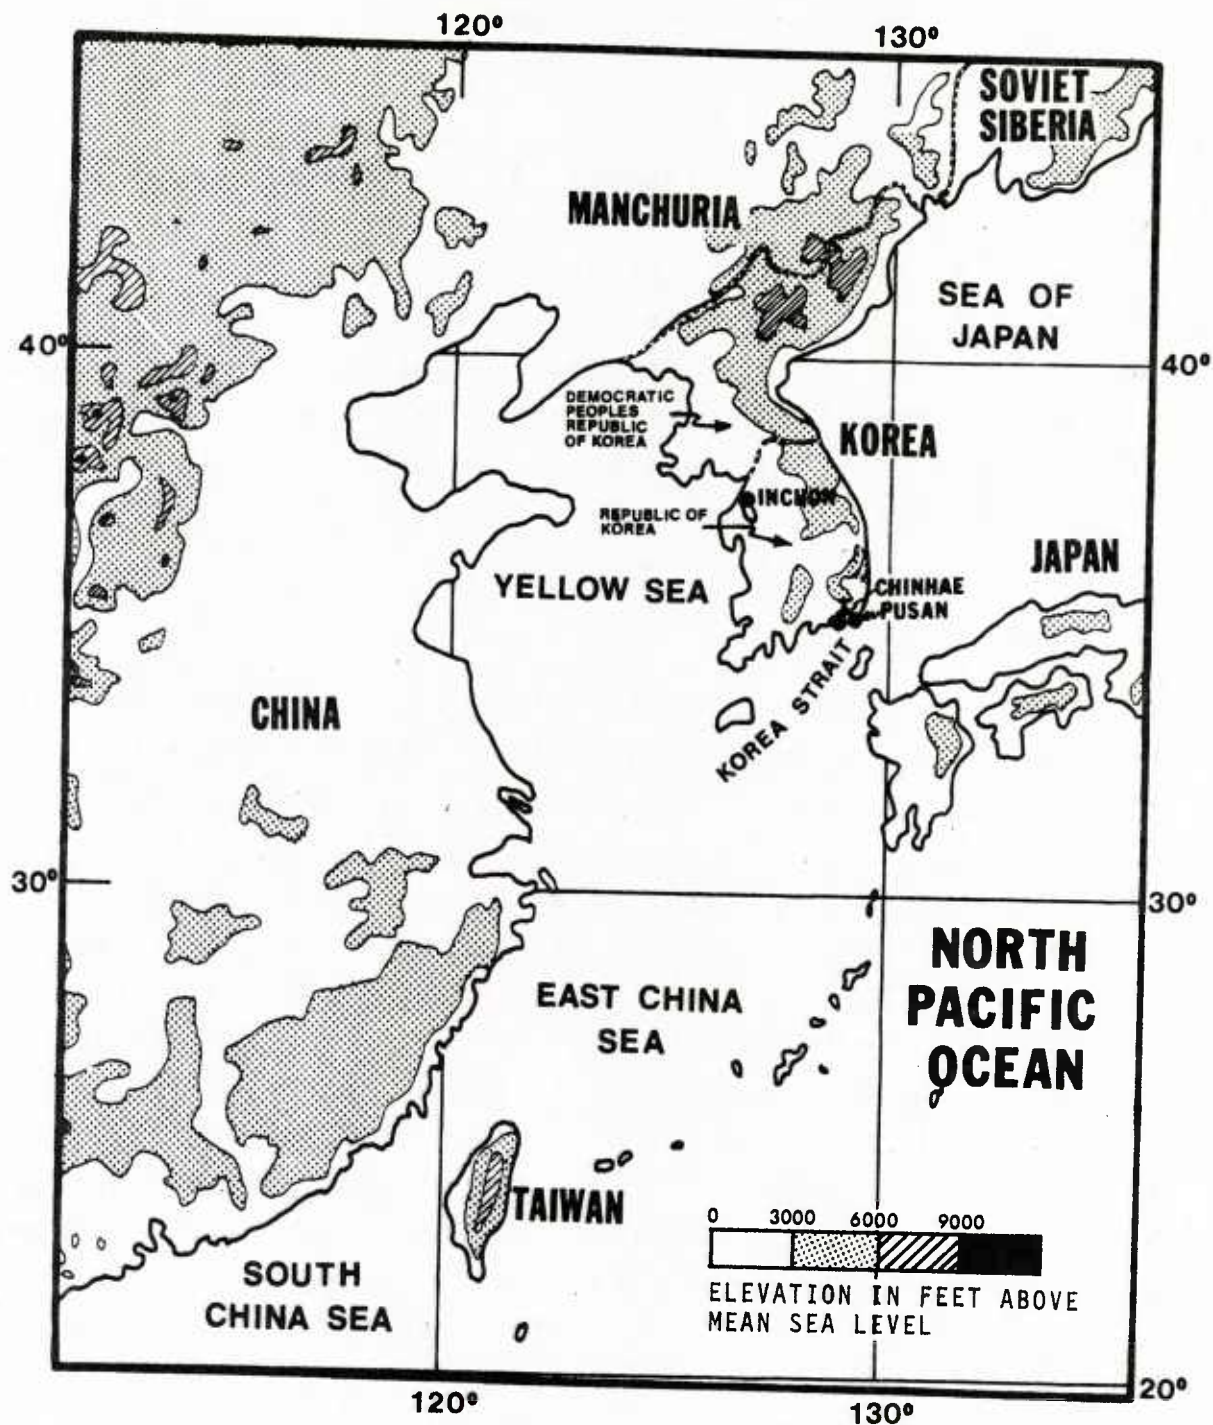 120°
130°
SOVIET
SIBERIA
MANCHURIA
SEA OF
JAPAN
40°
40°
DEMOCRATIC
PEOPLES
REPUBLIC
OF KOREA
KOREA
INCHON
REPUBLIC OF
KOREA
JAPAN
YELLOW SEA
CHINHAE
PUSAN
KOREA STRAIT
CHINA
30°
30°
NORTH
PACIFIC
OCEAN
EAST CHINA
SEA
TAIWAN
0 3000 6000 9000
ELEVATION IN FEET ABOVE
MEAN SEA LEVEL
SOUTH
CHINA SEA
20°
120°
130°